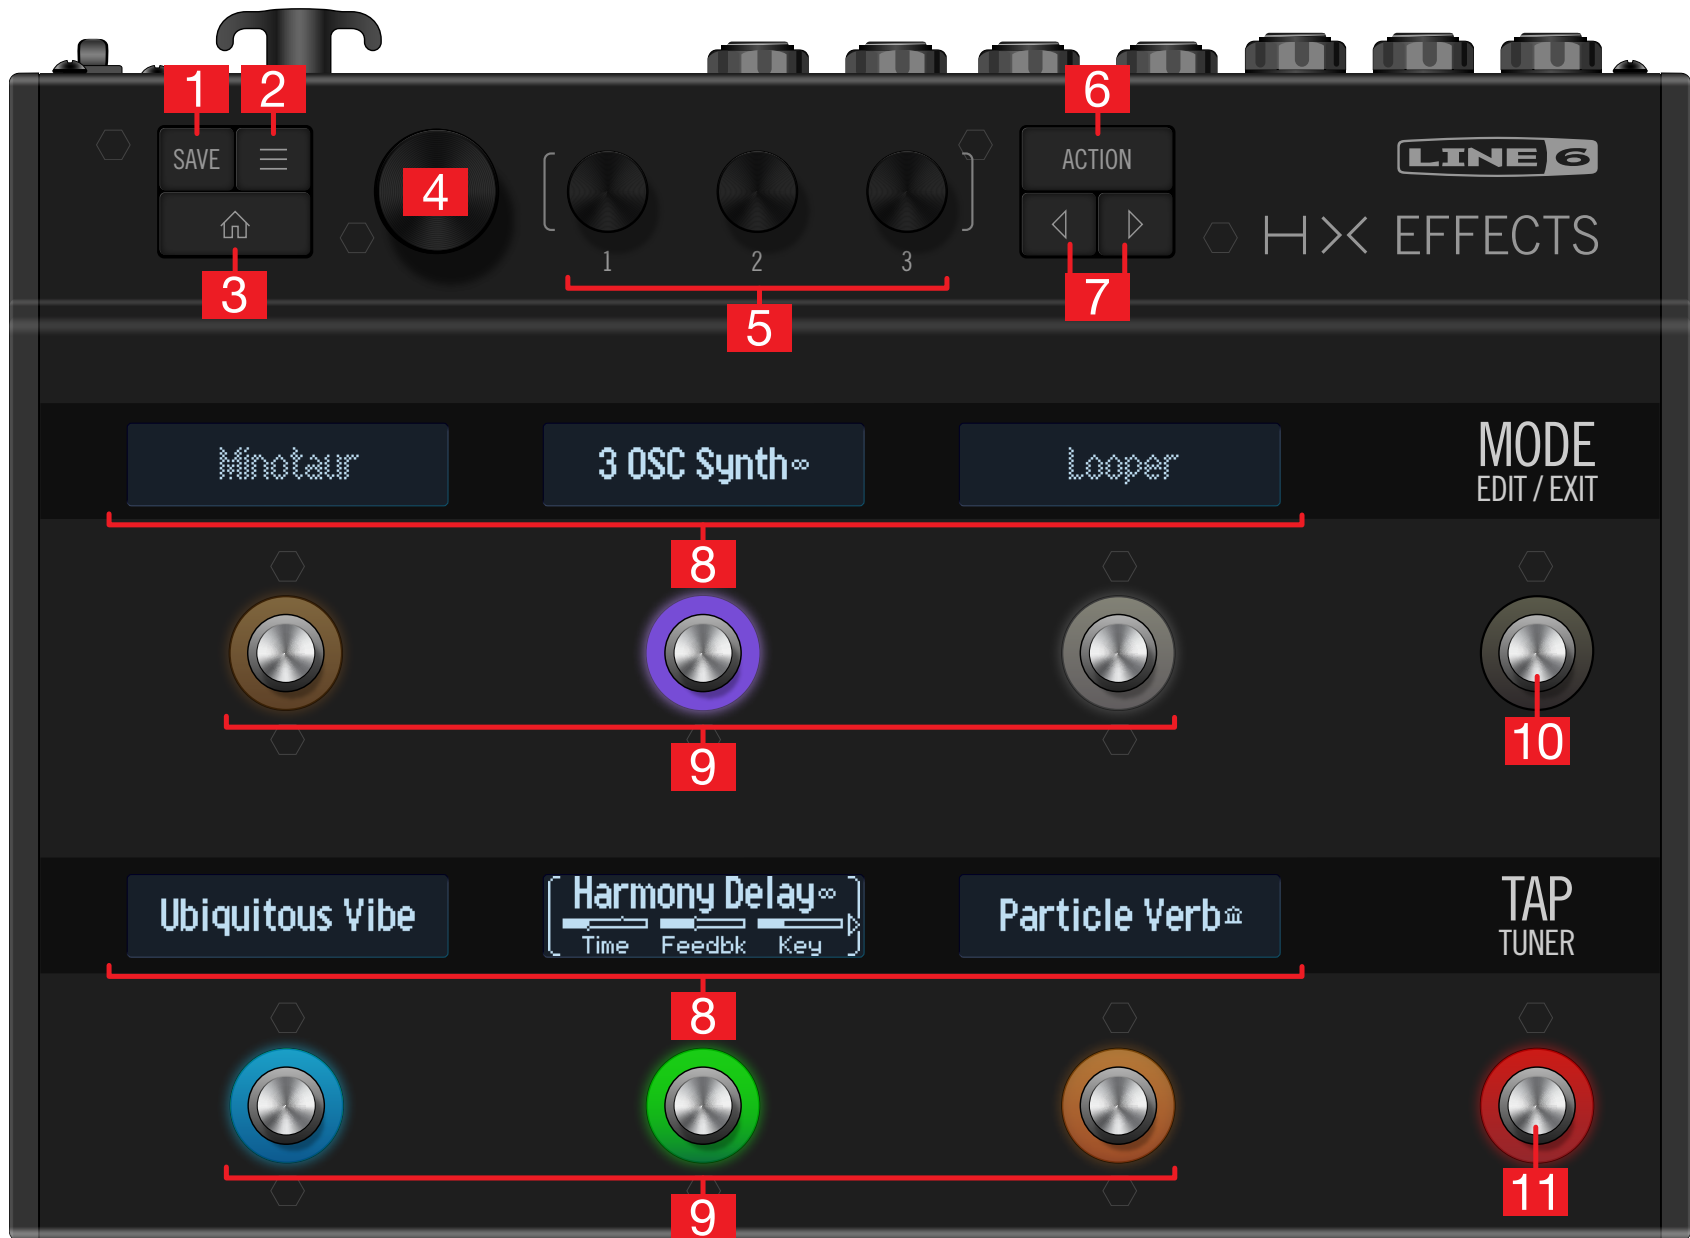 1 2 6
SAVE ACTION LINE 6
4
HX EFFECTS
1 2 3
3 7
5
Minotaur 3 OSC Synth∞ Looper MODE
EDIT / EXIT
8
9 10
Ubiquitous Vibe Harmony Delay∞ Particle Verb TAP
Time Feedbk Key TUNER
8
11
9